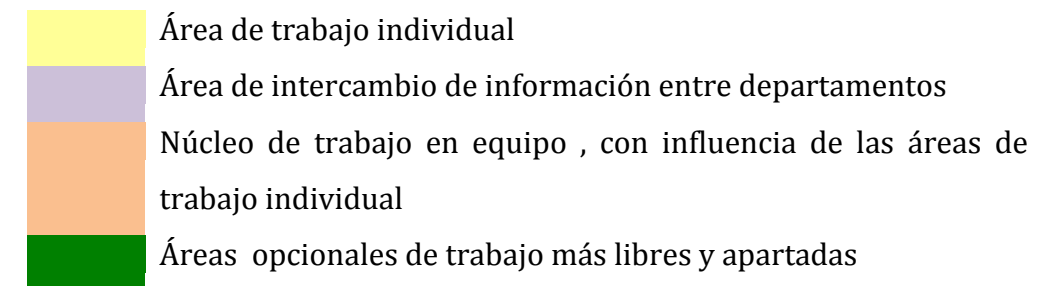 Área de trabajo individual
Área de intercambio de información entre departamentos
Núcleo de trabajo en equipo , con influencia de las áreas de
trabajo individual
Áreas  opcionales de trabajo más libres y apartadas